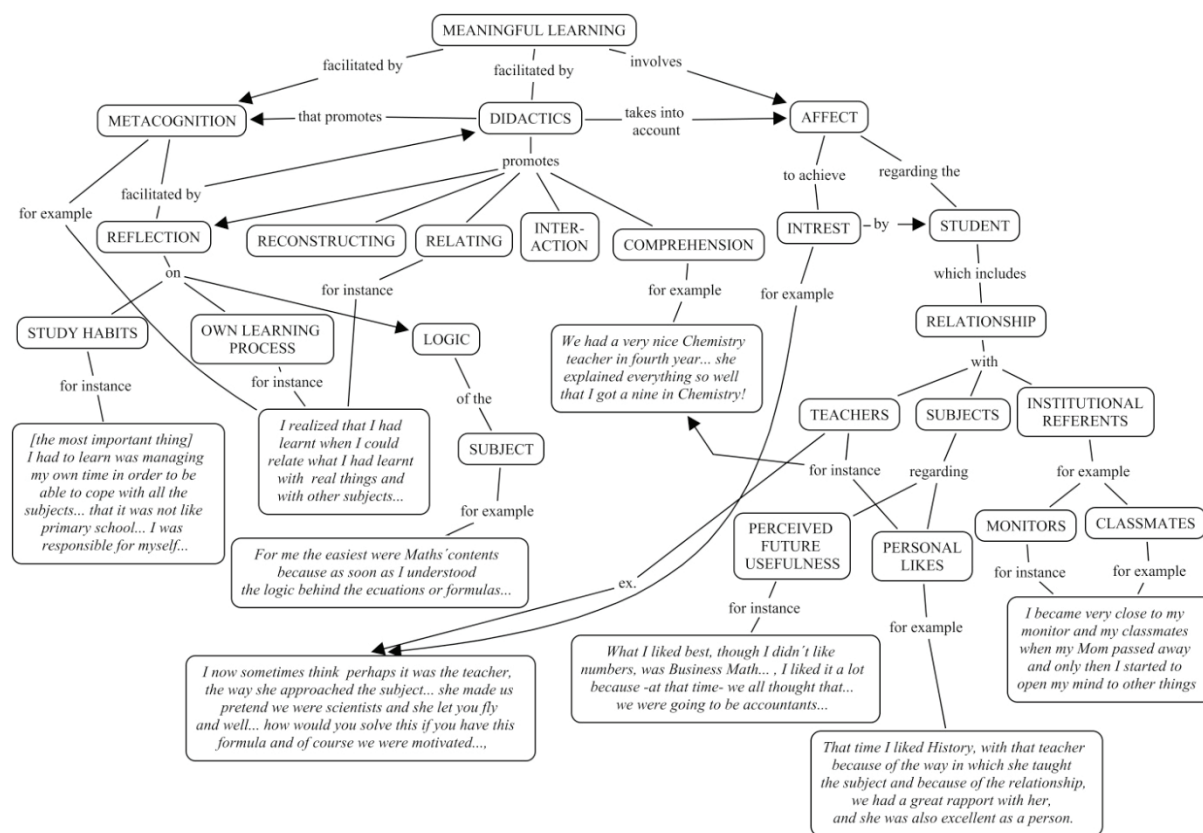 MEANINGFUL LEARNING
facilitated by
facilitated by
involves
METACOGNITION
that promotes
DIDACTICS
takes into
account
AFFECT
promotes
facilitated by
to achieve
regarding the
for example
REFLECTION
RECONSTRUCTING
RELATING
INTER-
ACTION
COMPREHENSION
INTREST
by
STUDENT
on
for instance
for example
for example
which includes
STUDY HABITS
OWN LEARNING
PROCESS
LOGIC
We had a very nice Chemistry
teacher in fourth year... she
explained everything so well
that I got a nine in Chemistry!
RELATIONSHIP
with
for instance
for instance
of the
TEACHERS
SUBJECTS
INSTITUTIONAL
REFERENTS
[the most important thing]
I had to learn was managing
my own time in order to be
able to cope with all the
subjects... that it was not like
primary school... I was
responsible for myself...
I realized that I had
learnt when I could
relate what I had learnt
with real things and
with other subjects...
SUBJECT
for instance
regarding
for example
for example
For me the easiest were Maths´contents
because as soon as I understood
the logic behind the ecuations or formulas...
PERCEIVED
FUTURE
USEFULNESS
PERSONAL
LIKES
MONITORS
CLASSMATES
ex.
for instance
for example
for instance
for example
I now sometimes think perhaps it was the teacher,
the way she approached the subject... she made us
pretend we were scientists and she let you fly
and well... how would you solve this if you have this
formula and of course we were motivated...,
What I liked best, though I didn´t like
numbers, was Business Math... , I liked it a lot
because -at that time- we all thought that...
we were going to be accountants...
I became very close to my
monitor and my classmates
when my Mom passed away
and only then I started to
open my mind to other things
That time I liked History, with that teacher
because of the way in which she taught
the subject and because of the relationship,
we had a great rapport with her,
and she was also excellent as a person.